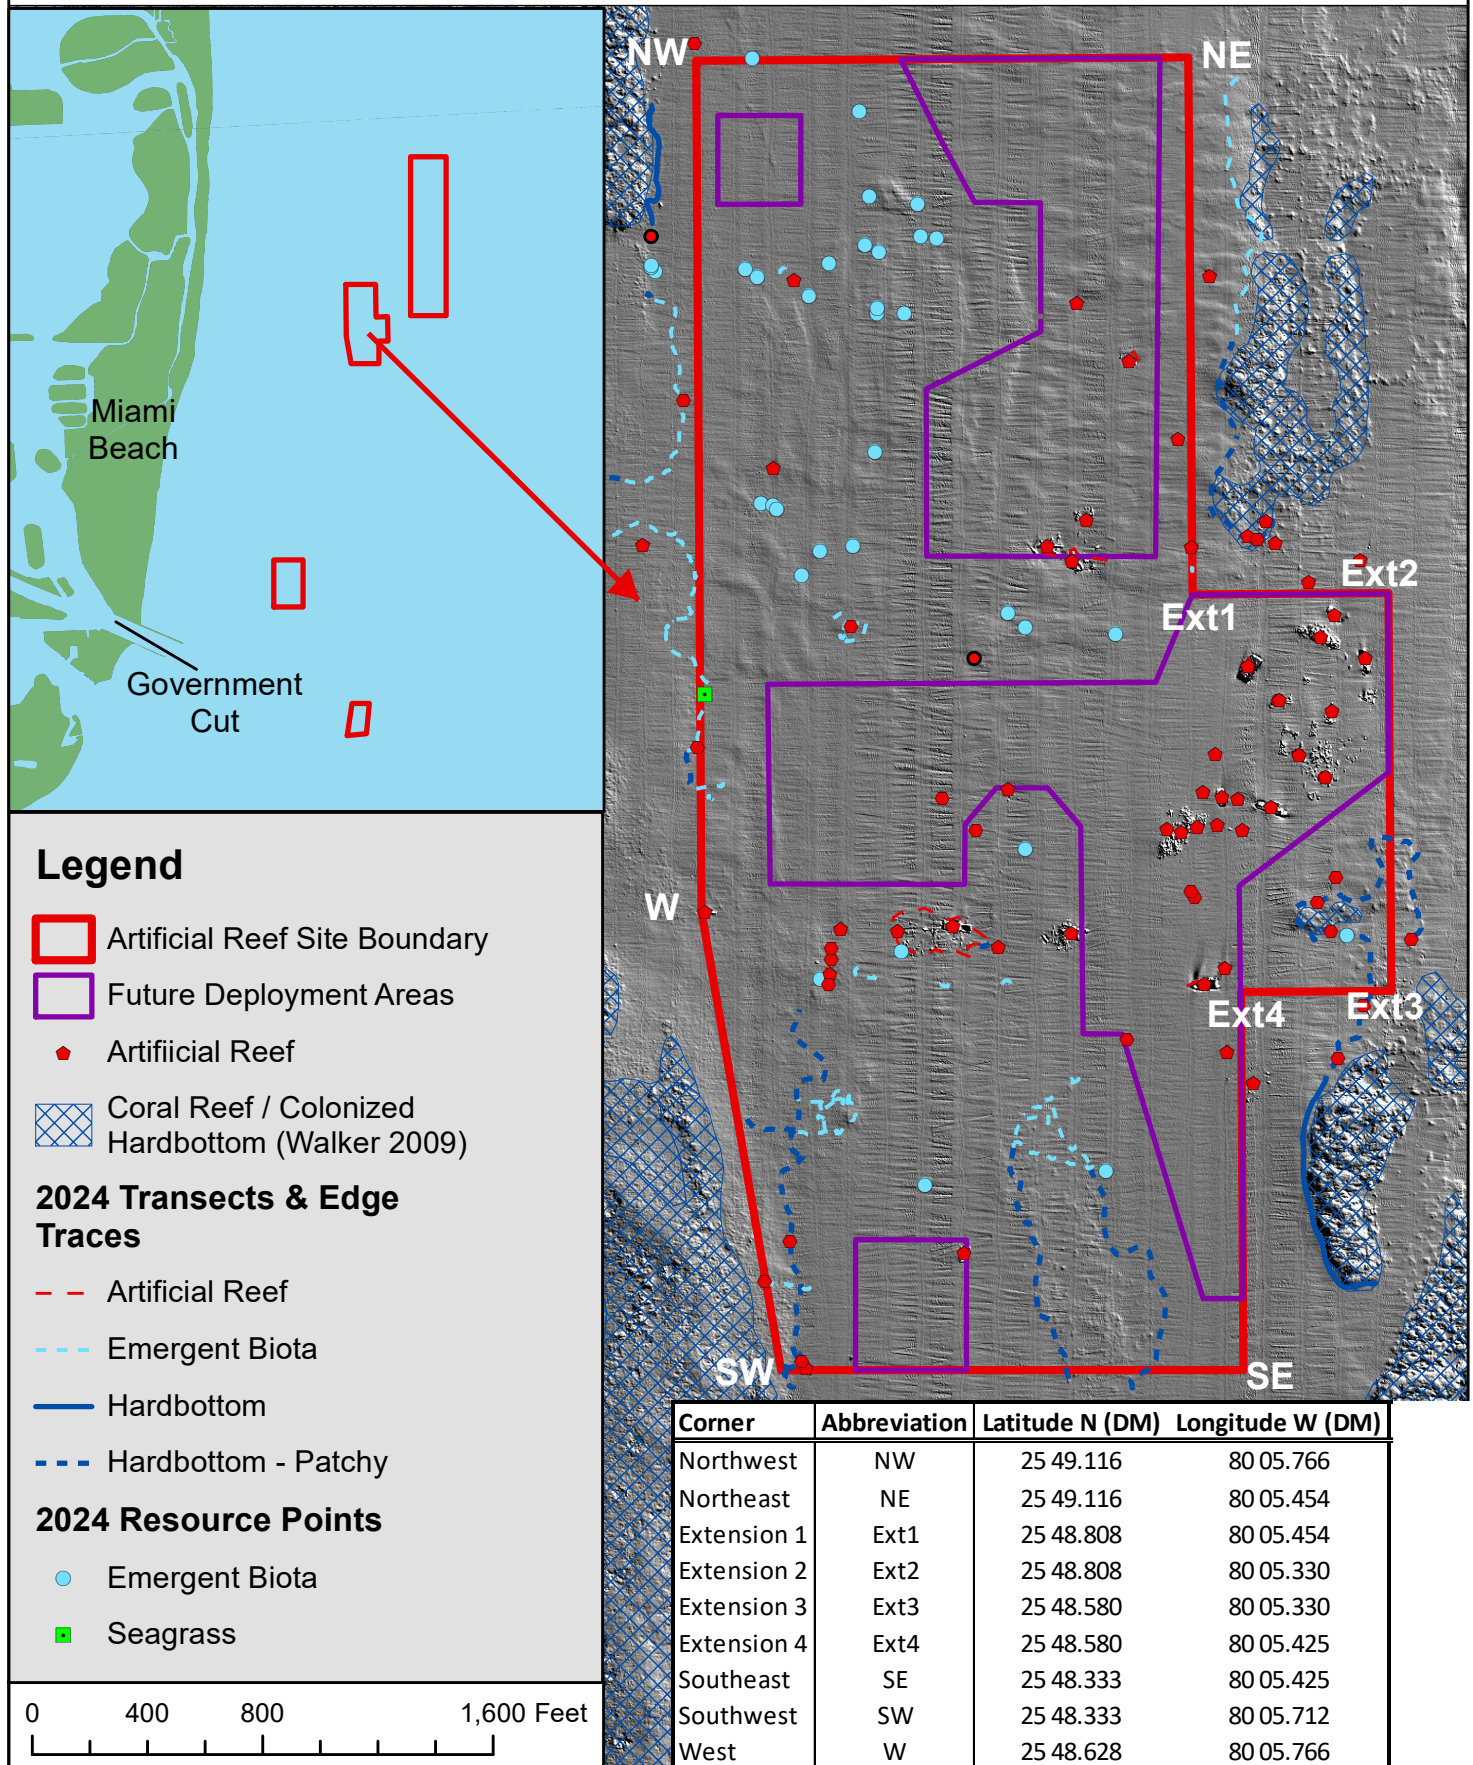 Miami
Beach
Government
Cut
NW
NE
Ext2
Ext1
W
Ext4
Ext3
SW
SE
Legend
Artificial Reef Site Boundary
Future Deployment Areas
Artifiicial Reef
Coral Reef / Colonized
Hardbottom (Walker 2009)
2024 Transects & Edge
Traces
Artificial Reef
Emergent Biota
Hardbottom
Hardbottom - Patchy
2024 Resource Points
Emergent Biota
Seagrass
0 400 800 1,600 Feet
Corner Abbreviation Latitude N (DM) Longitude W (DM)
Northwest NW 25 49.116 80 05.766
Northeast NE 25 49.116 80 05.454
Extension 1 Ext1 25 48.808 80 05.454
Extension 2 Ext2 25 48.808 80 05.330
Extension 3 Ext3 25 48.580 80 05.330
Extension 4 Ext4 25 48.580 80 05.425
Southeast SE 25 48.333 80 05.425
Southwest SW 25 48.333 80 05.712
West W 25 48.628 80 05.766